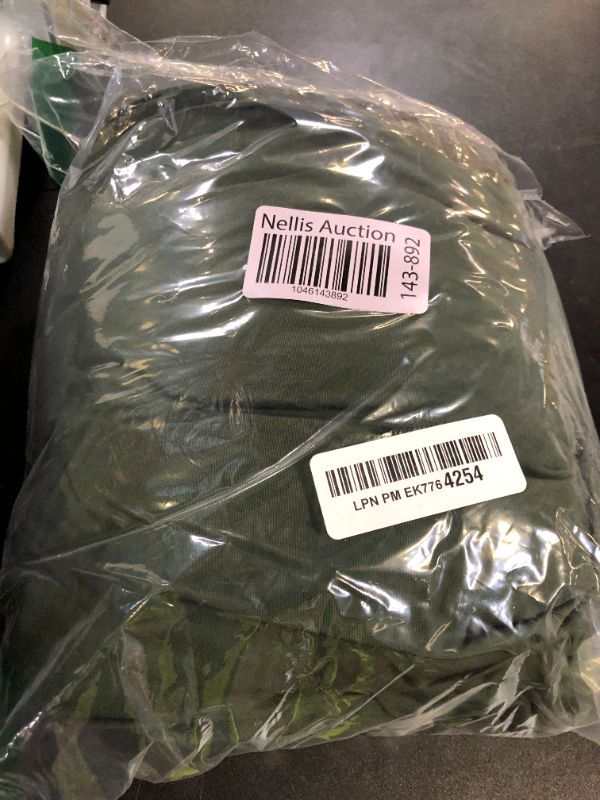 Nellis Auction
1046143892
143-892
LPN PM EK776 4254